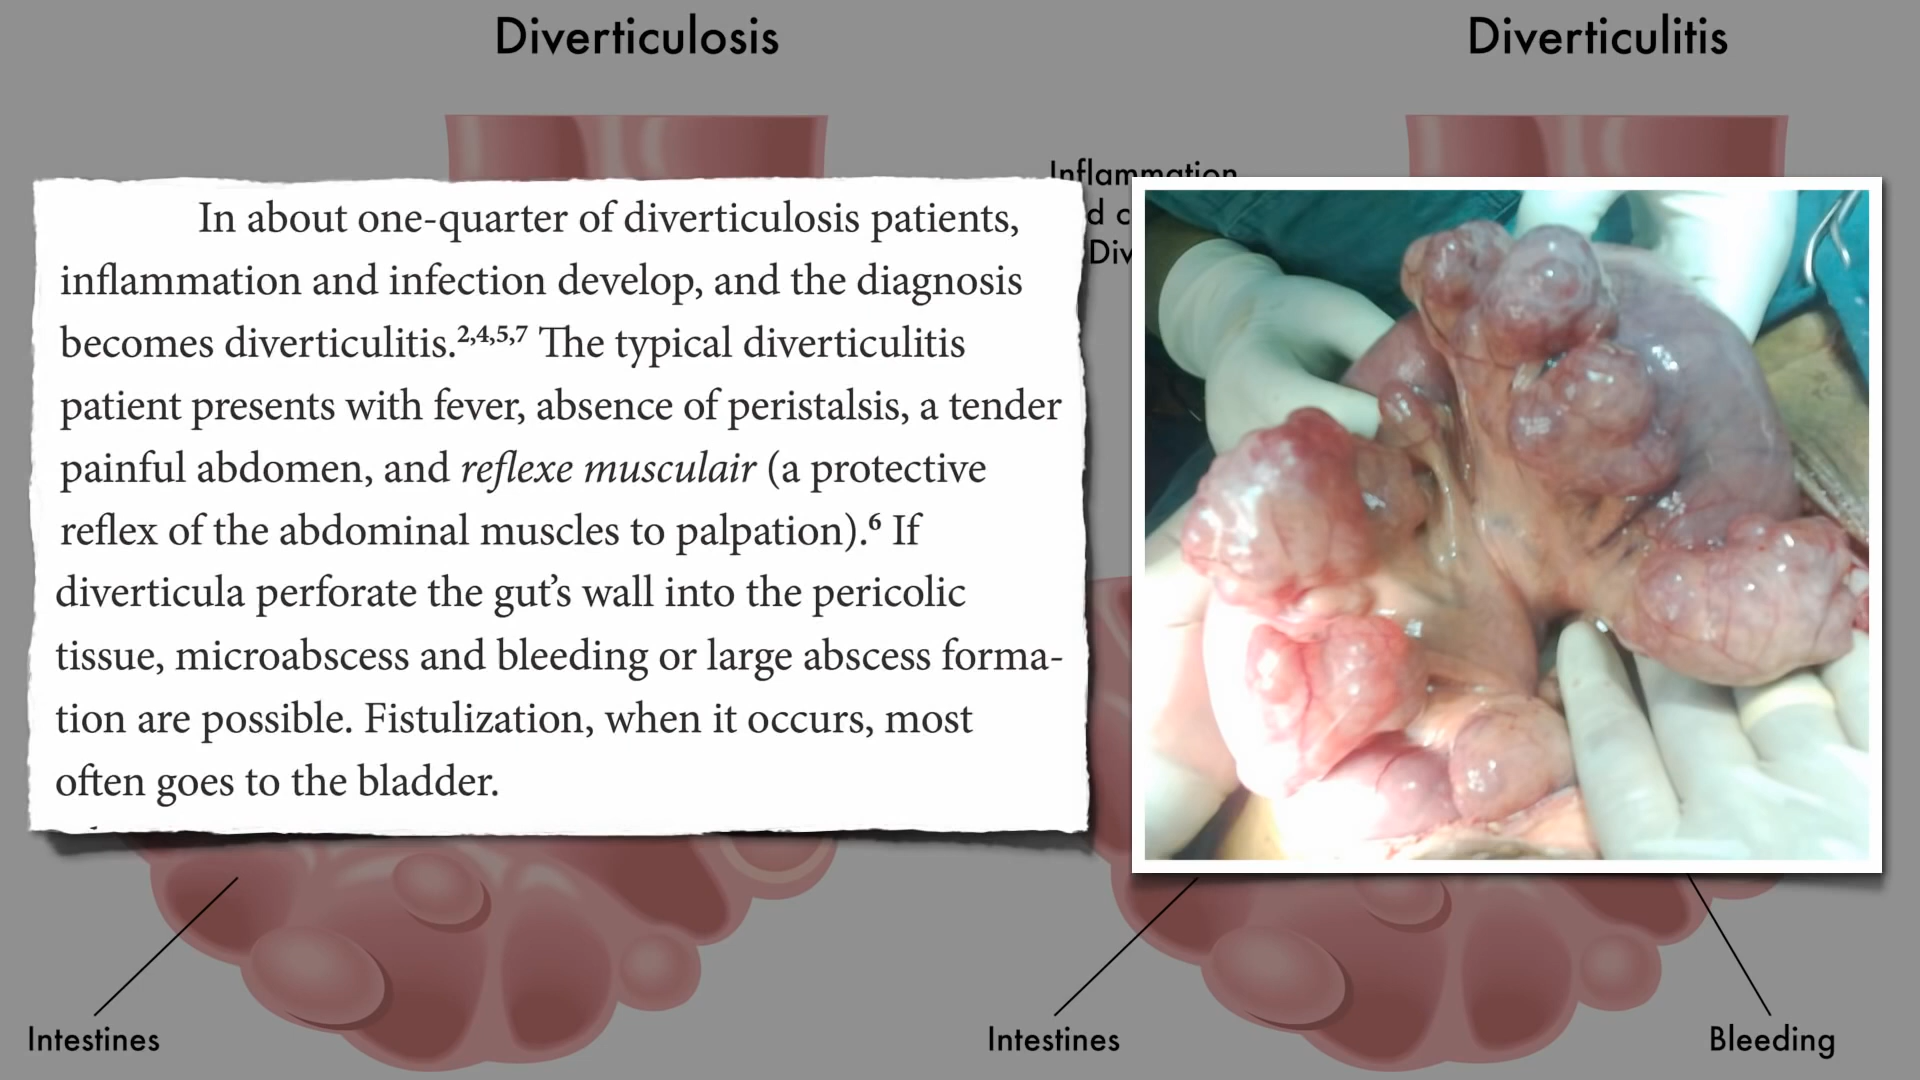 Diverticulosis
Diverticulitis
Inflammation
In about one-quarter of diverticulosis patients,
inflammation and infection develop, and the diagnosis
becomes diverticulitis.2,4,5,7 The typical diverticulitis
patient presents with fever, absence of peristalsis, a tender
painful abdomen, and reflexe musculair (a protective
reflex of the abdominal muscles to palpation).6 If
diverticula perforate the gut’s wall into the pericolic
tissue, microabscess and bleeding or large abscess forma-
tion are possible. Fistulization, when it occurs, most
often goes to the bladder.
Intestines
Intestines
Bleeding